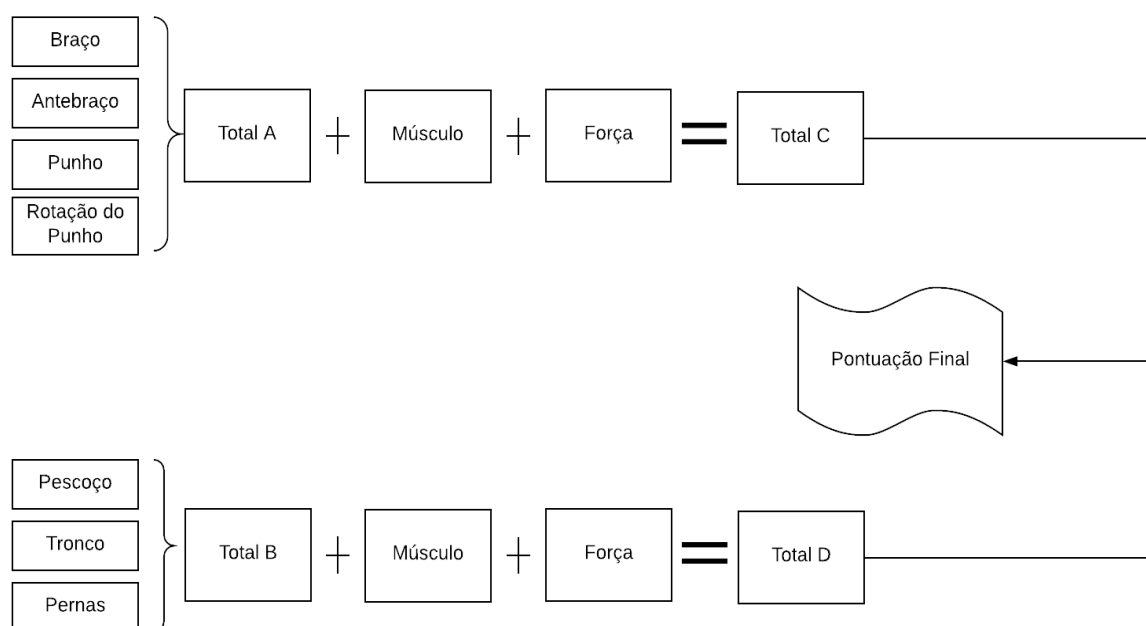 Braço
Antebraço
Punho
Rotação do
Punho
Total A
+
Músculo
+
Força
=
Total C
Pontuação Final
Pescoço
Tronco
Pernas
Total B
+
Músculo
+
Força
=
Total D